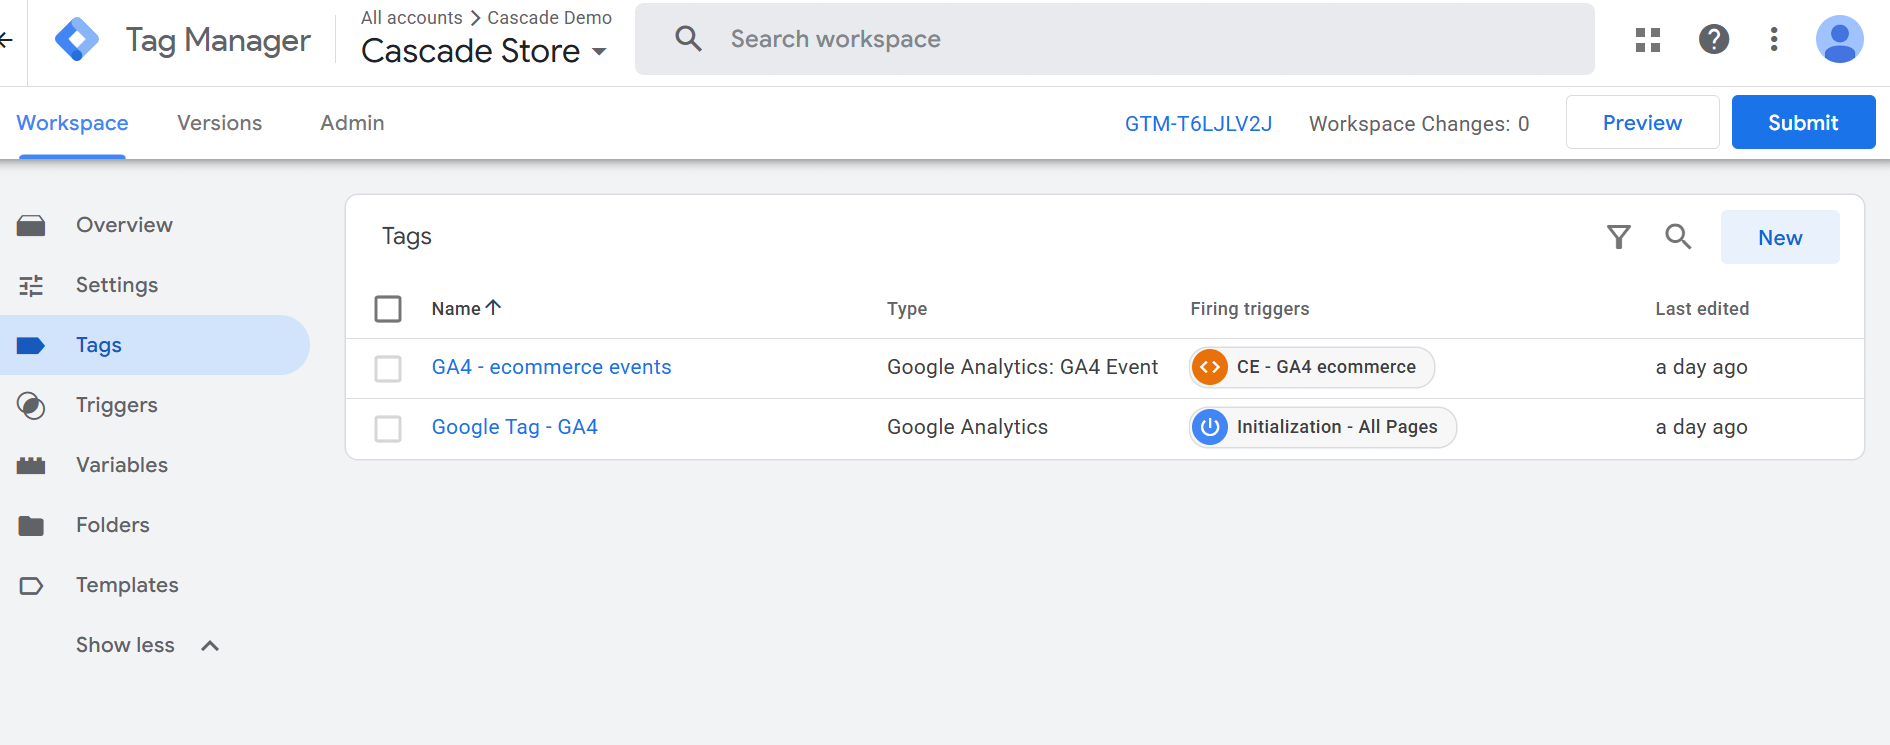 Tag Manager
All accounts > Cascade Demo
Cascade Store
Search workspace
Workspace
Versions
Admin
GTM-T6LJLV2J
Workspace Changes: 0
Preview
Submit
Overview
Settings
Tags
Triggers
Variables
Folders
Templates
Show less
Tags
New
Name Type Firing triggers Last edited
GA4 - ecommerce events Google Analytics: GA4 Event CE - GA4 ecommerce a day ago
Google Tag - GA4 Google Analytics Initialization - All Pages a day ago